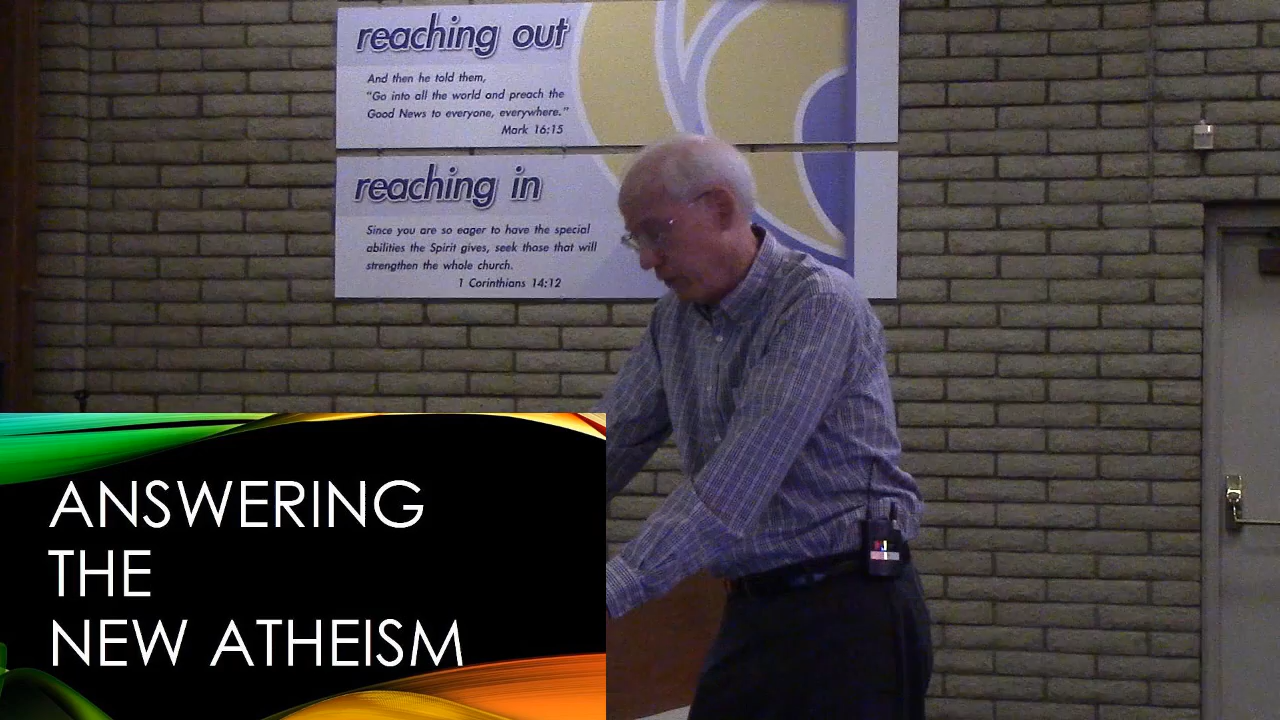 reaching out
And then he told them,
"Go into all the world and preach the
Good News to everyone, everywhere."
Mark 16:15
reaching in
Since you are so eager to have the special
abilities the Spirit gives, seek those that will
strengthen the whole church.
1 Corinthians 14:12
ANSWERING
THE
NEW ATHEISM